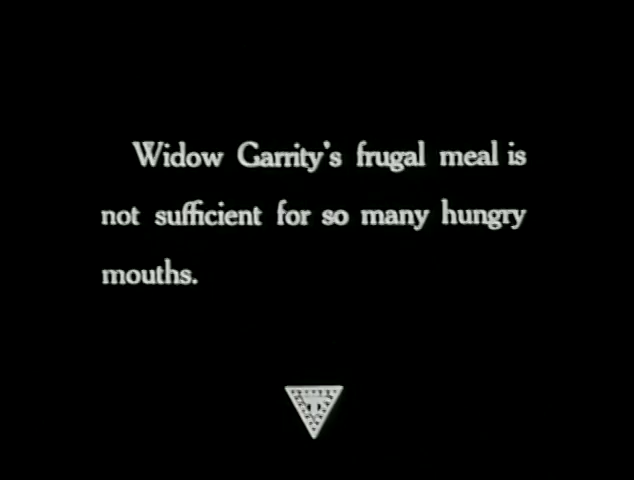 Widow Garrity's frugal meal is
not sufficient for so many hungry
mouths.